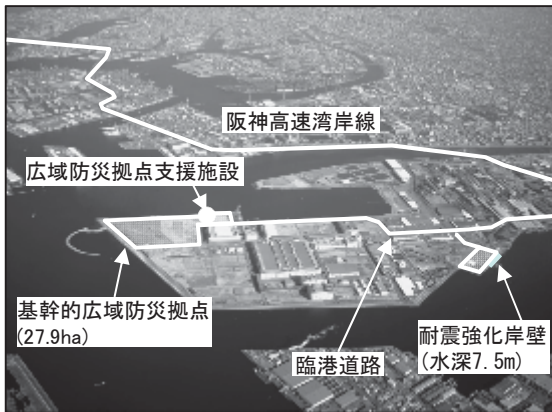 阪神高速湾岸線
広域防災拠点支援施設
基幹的広域防災拠点
(27.9ha)
臨港道路
耐震強化岸壁
(水深7.5m)